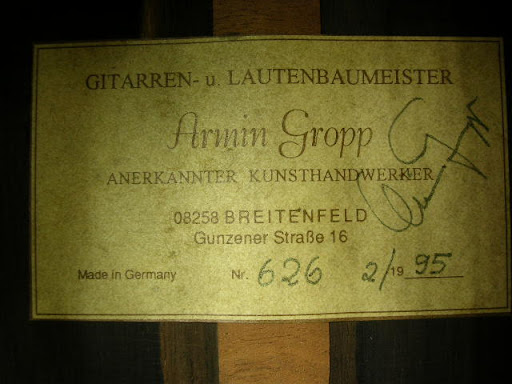 GITARREN- u. LAUTENBAUMEISTER
Armin Gropp
ANERKANNTER KUNSTHANDWERKER
08258 BREITENFELD
Gunzener Straße 16
Made in Germany Nr. 626 2/1995